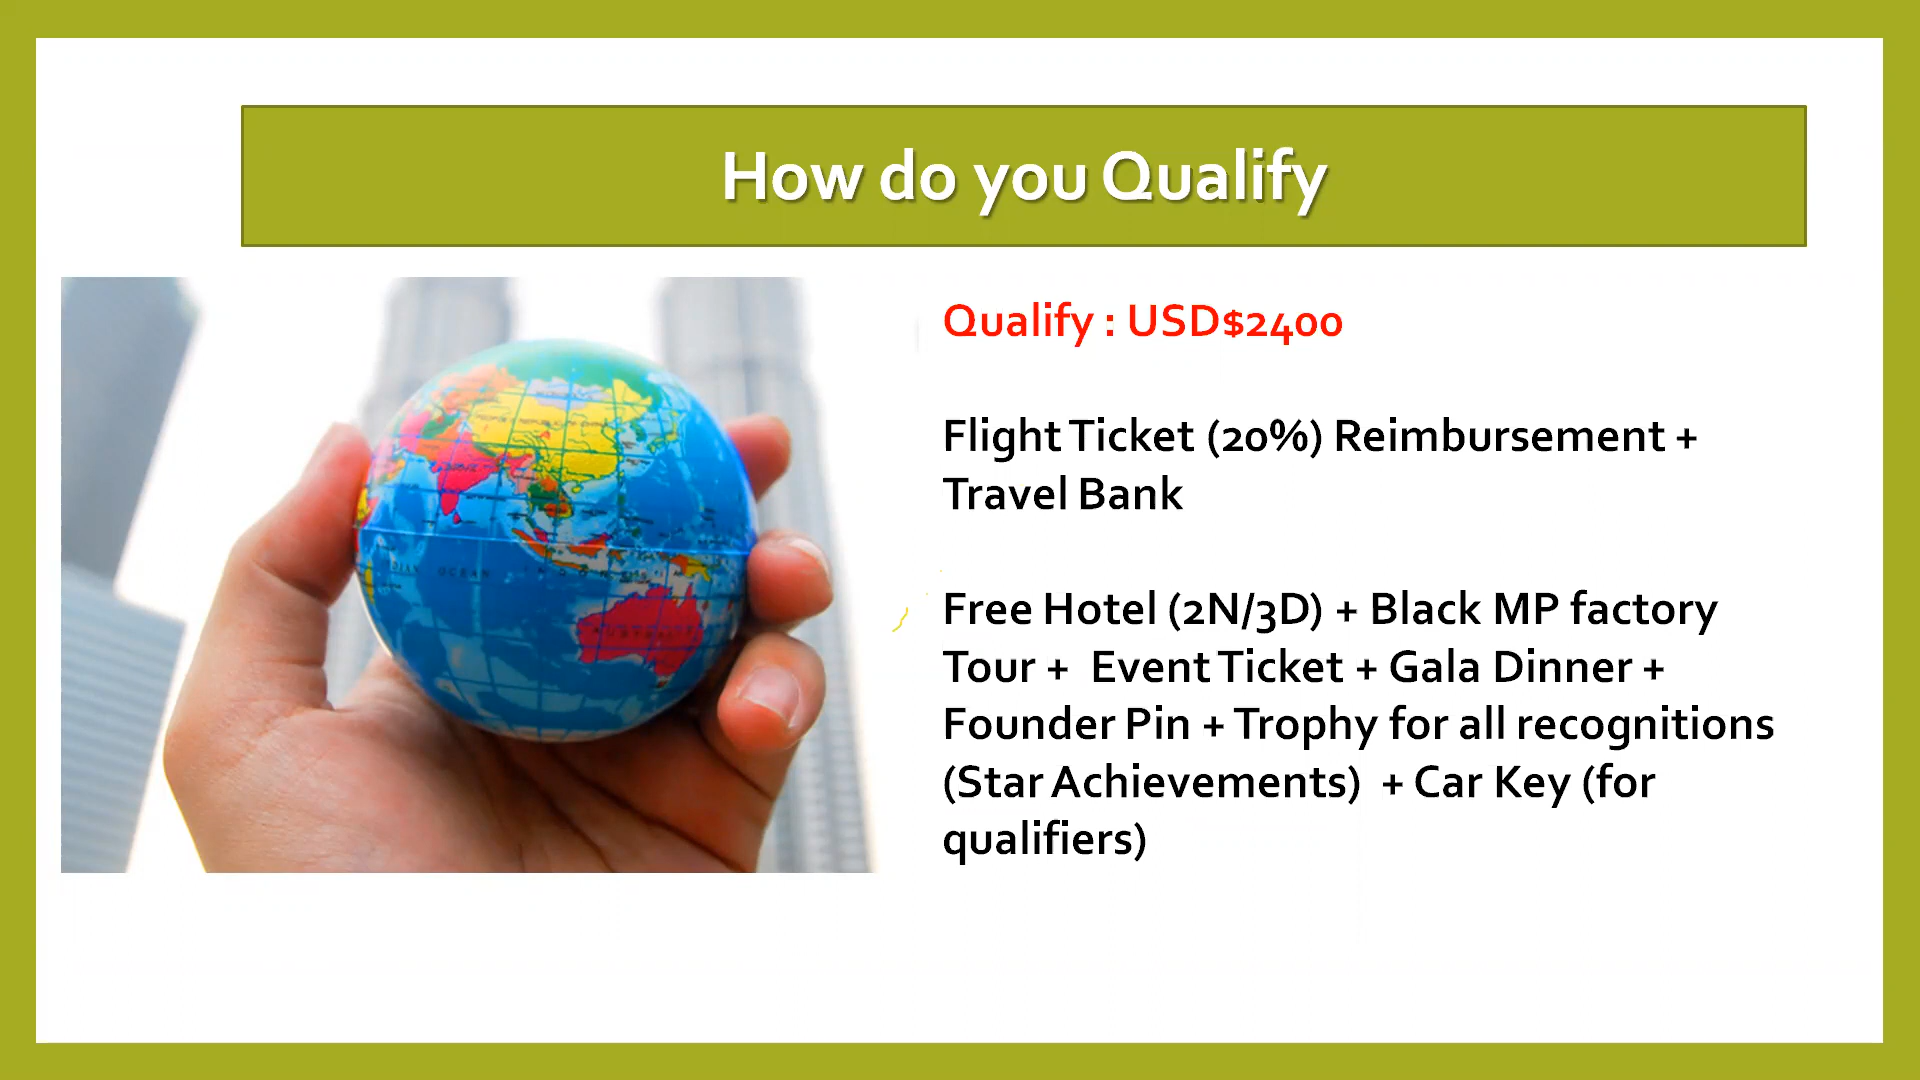 How do you Qualify
Qualify : USD$2400
Flight Ticket (20%) Reimbursement +
Travel Bank
Free Hotel (2N/3D) + Black MP factory
Tour + Event Ticket + Gala Dinner +
Founder Pin + Trophy for all recognitions
(Star Achievements) + Car Key (for
qualifiers)